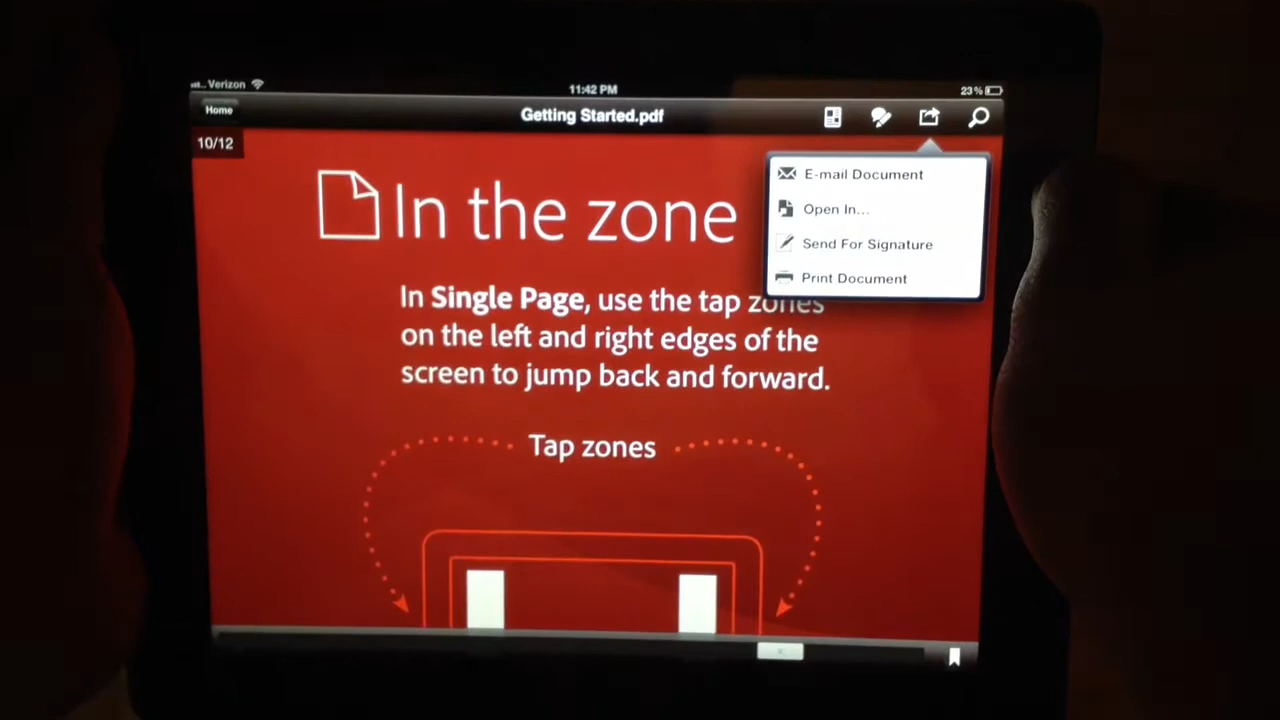 Verizon
11:42 PM
23%
Home
Getting Started.pdf
10/12
In the zone
E-mail Document
Open In...
Send For Signature
Print Document
In Single Page, use the tap zones
on the left and right edges of the
screen to jump back and forward.
Tap zones